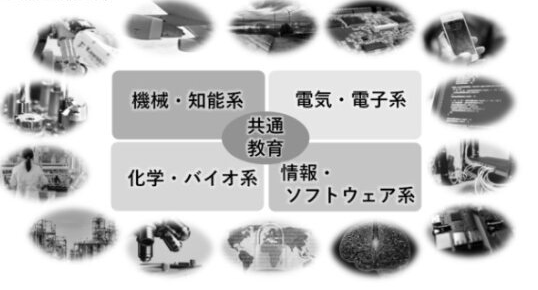 機械・知能系
電気・電子系
共通
教育
化学・バイオ系
情報・
ソフトウェア系